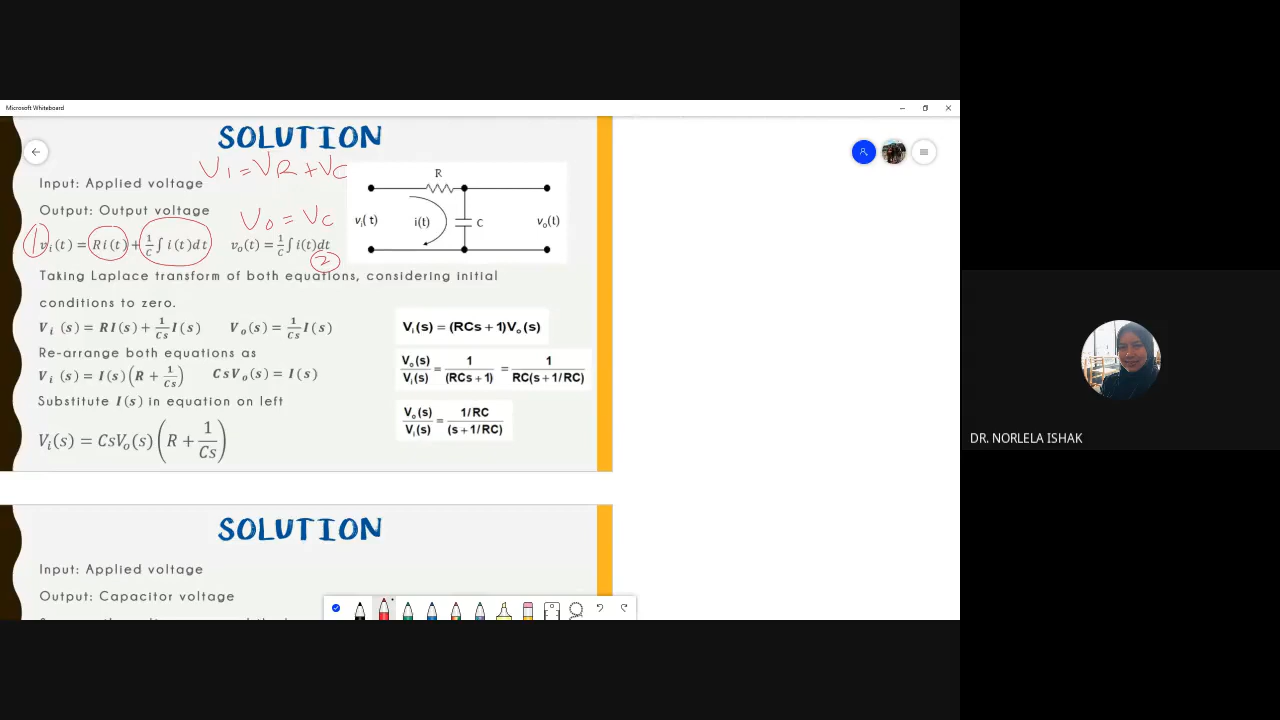 Microsoft Whiteboard
SOLUTION
V1 = VR + VC
Input: Applied voltage
Output: Output voltage
Vo = VC
1 vᵢ(t) = Ri(t) + 1/C ∫ i(t)dt vₒ(t) = 1/C ∫ i(t)dt
2
R
vᵢ(t) i(t) C vₒ(t)
Taking Laplace transform of both equations, considering initial
conditions to zero.
Vᵢ (s) = RI(s) + 1/Cs I(s) Vₒ(s) = 1/Cs I(s)
Re-arrange both equations as
Vᵢ (s) = I(s)(R + 1/Cs) CsVₒ(s) = I(s)
Substitute I(s) in equation on left
Vᵢ(s) = CsVₒ(s)(R + 1/Cs)
Vᵢ(s) = (RCs + 1)Vₒ(s)
Vₒ(s)/Vᵢ(s) = 1/(RCs + 1) = 1/RC(s + 1/RC)
Vₒ(s)/Vᵢ(s) = 1/RC/(s + 1/RC)
SOLUTION
Input: Applied voltage
Output: Capacitor voltage
DR. NORLELA ISHAK